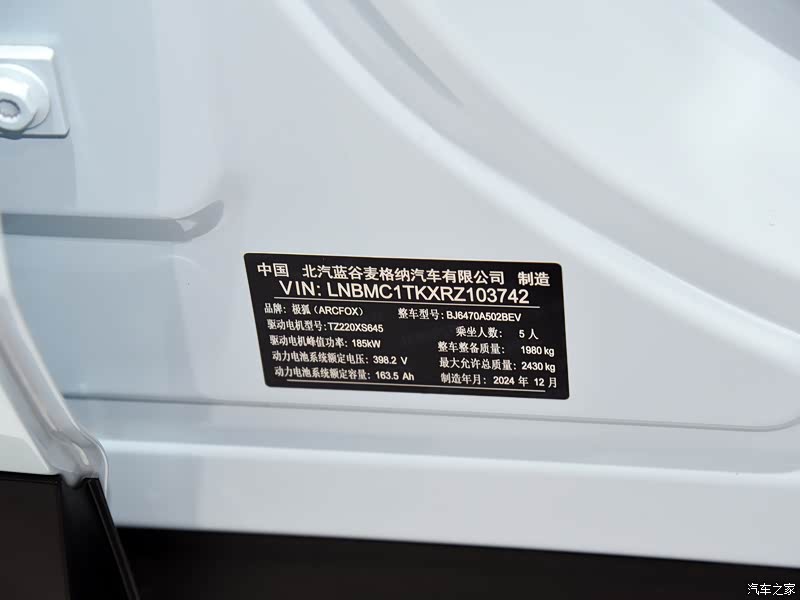 中国 北汽蓝谷麦格纳汽车有限公司 制造
VIN: LNBMC1TKXRZ103742
品牌: 极狐（ARCFOX） 整车型号: BJ6470A502BEV
驱动电机型号: TZ220XS645 乘坐人数: 5 人
驱动电机峰值功率: 185kW 整车整备质量: 1980 kg
动力电池系统额定电压: 398.2 V 最大允许总质量: 2430 kg
动力电池系统额定容量: 163.5 Ah 制造年月: 2024 年 12 月
汽车之家